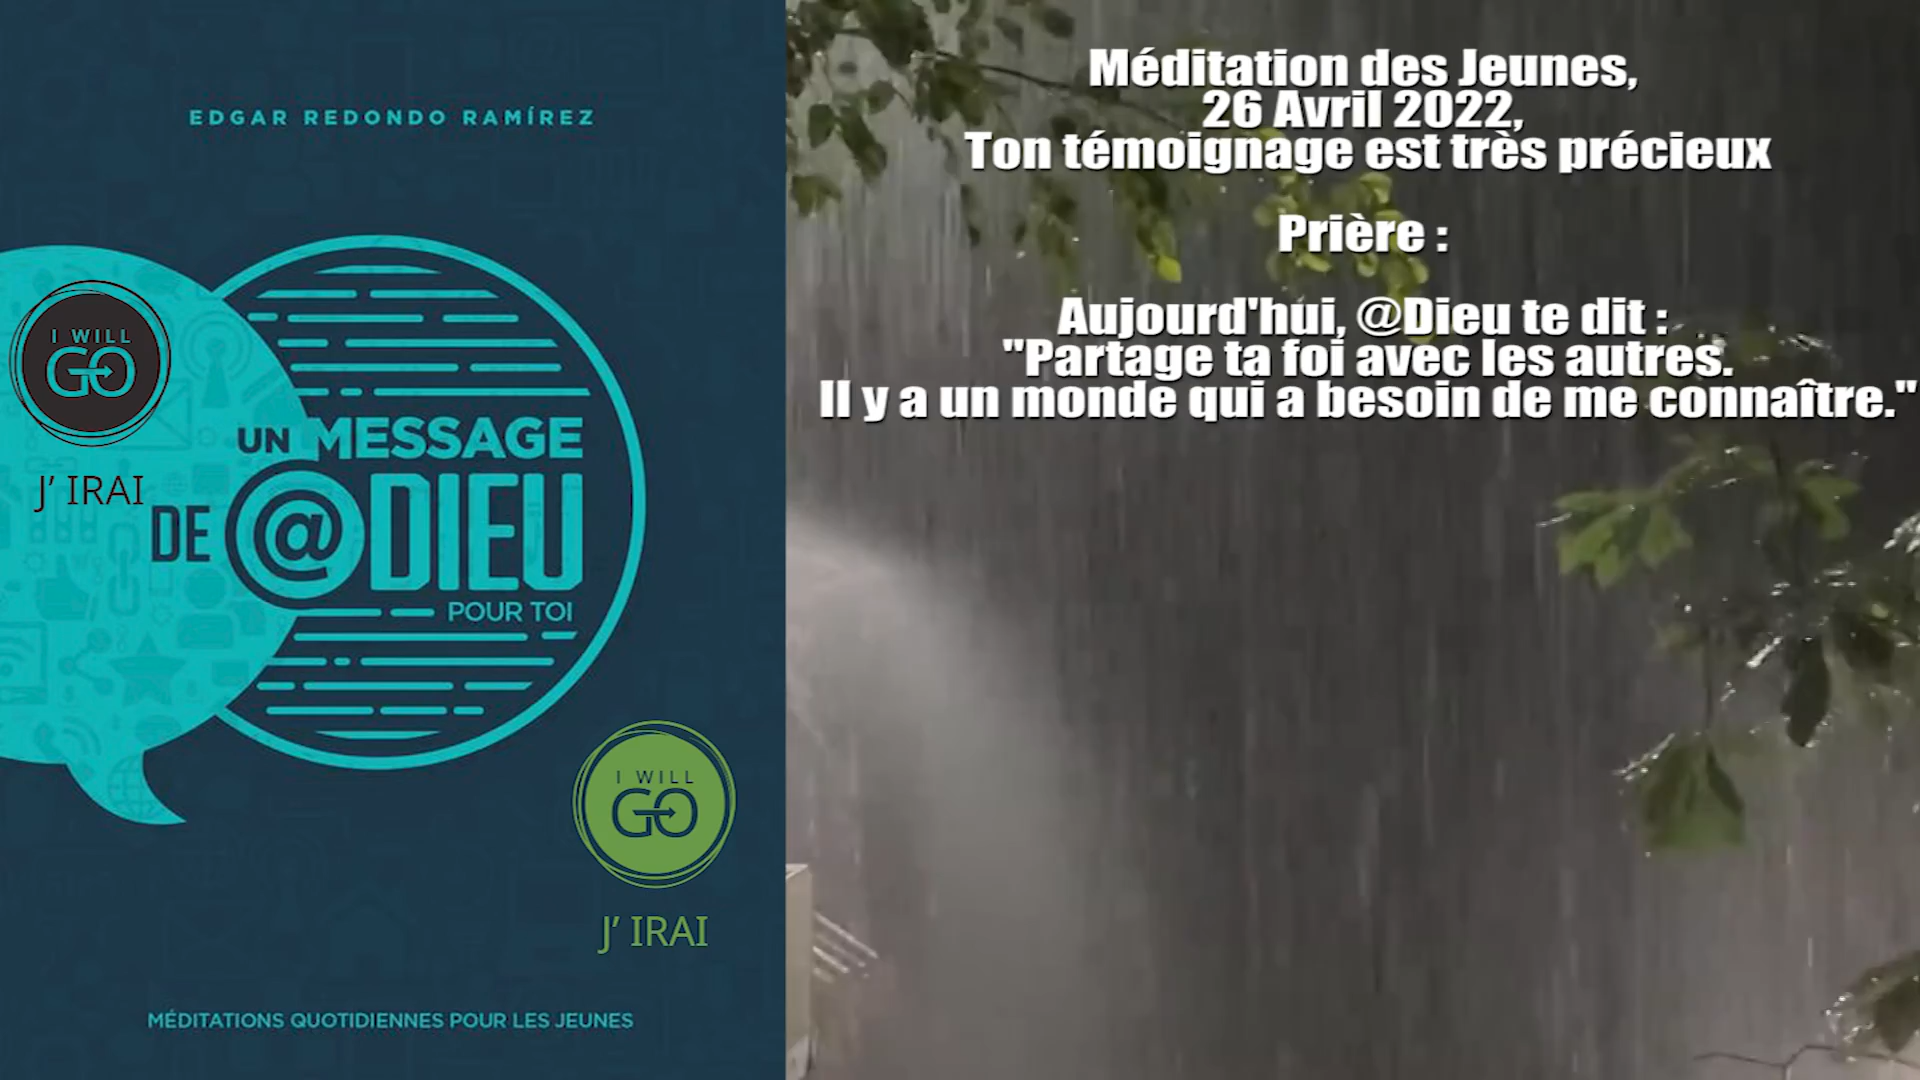 EDGAR REDONDO RAMÍREZ
I WILL
GO
J' IRAI
UN MESSAGE
DE @DIEU
POUR TOI
I WILL
GO
J' IRAI
MÉDITATIONS QUOTIDIENNES POUR LES JEUNES
Méditation des Jeunes,
26 Avril 2022,
Ton témoignage est très précieux
Prière :
Aujourd'hui, @Dieu te dit :
"Partage ta foi avec les autres.
Il y a un monde qui a besoin de me connaître."